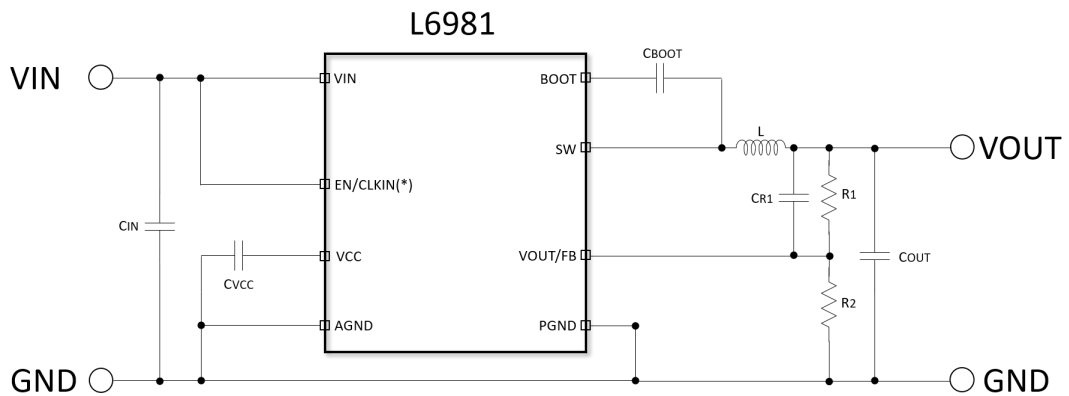 L6981
VIN
VIN
BOOT
CBOOT
SW
L
VOUT
EN/CLKIN(*)
CR1
R1
CIN
CVCC
VCC
VOUT/FB
COUT
R2
AGND
PGND
GND
GND